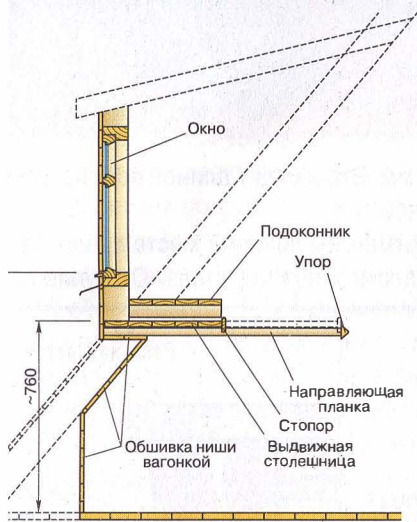 Окно
Подоконник
Упор
~760
Направляющая
планка
Стопор
Обшивка ниши
вагонкой
Выдвижная
столешница